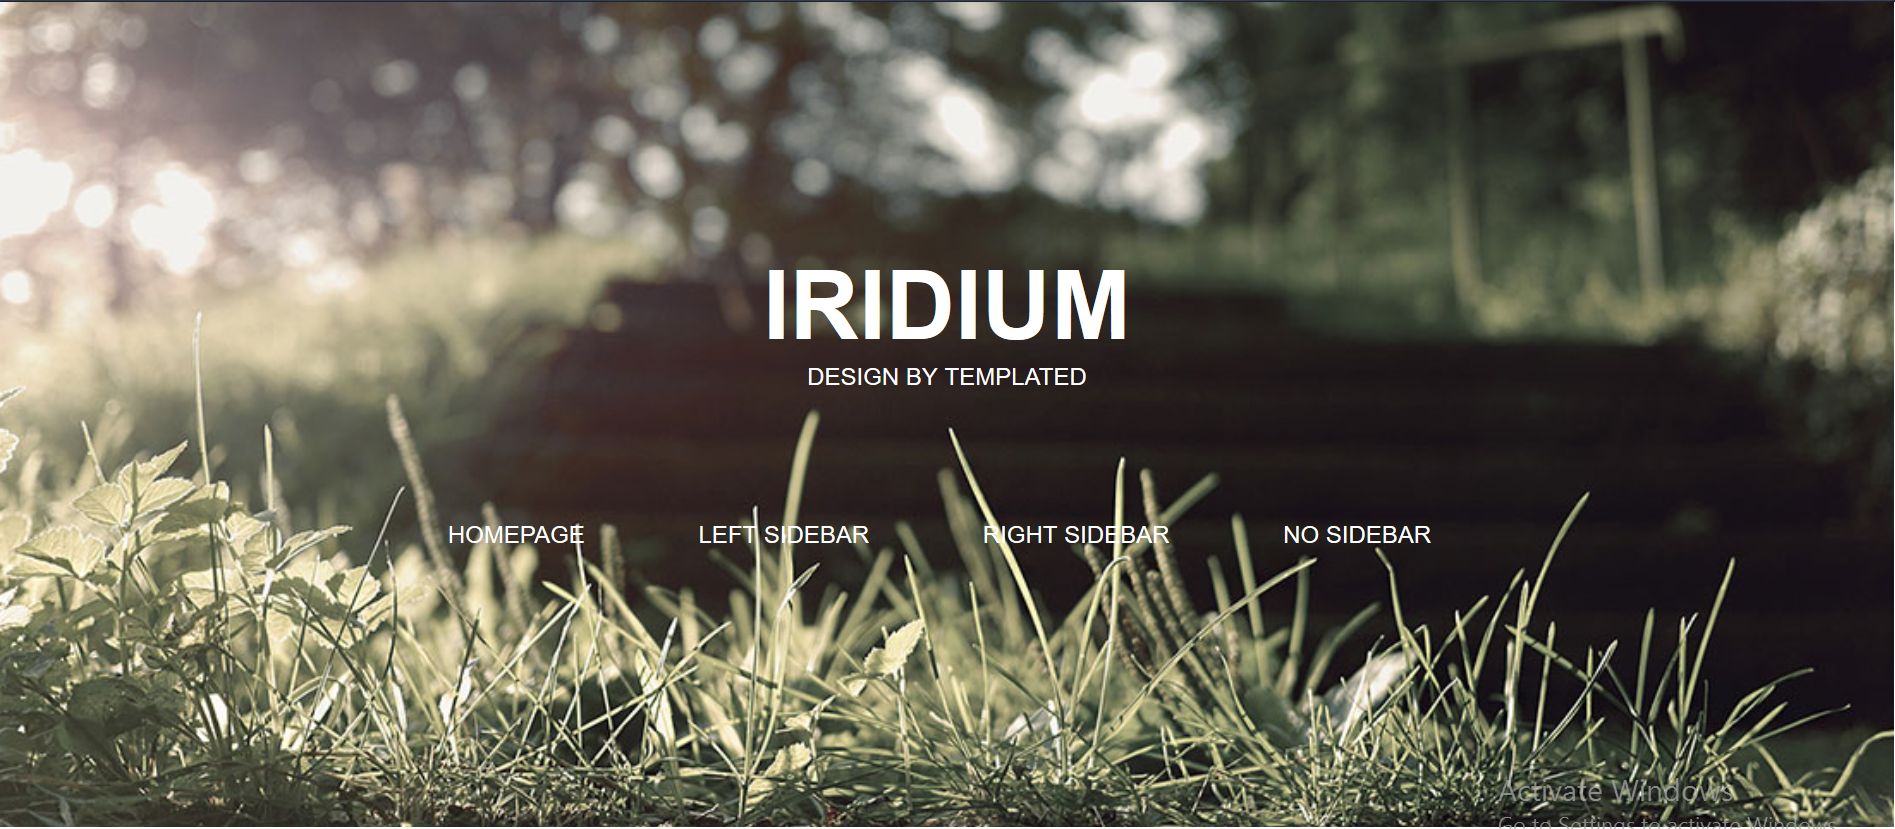 IRIDIUM
DESIGN BY TEMPLATED
HOMEPAGE LEFT SIDEBAR RIGHT SIDEBAR NO SIDEBAR
Activate Windows
Go to Settings to activate Windows.